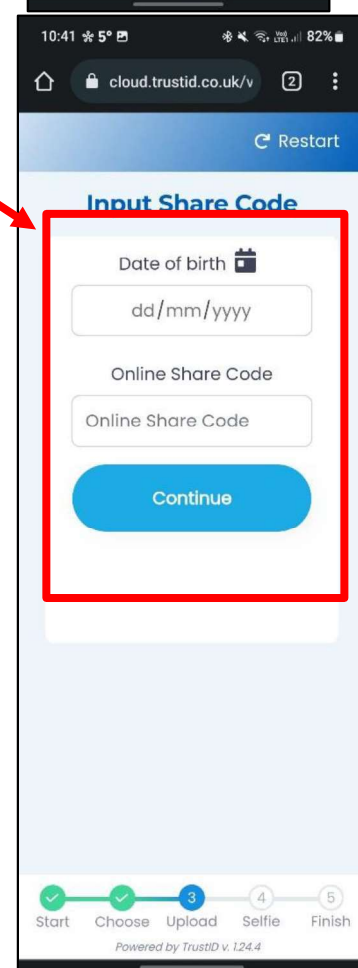 10:41 5° 82%
cloud.trustid.co.uk/v 2
Restart
Input Share Code
Date of birth
dd/mm/yyyy
Online Share Code
Online Share Code
Continue
3 4 5
Start Choose Upload Selfie Finish
Powered by TrustID v. 1.24.4